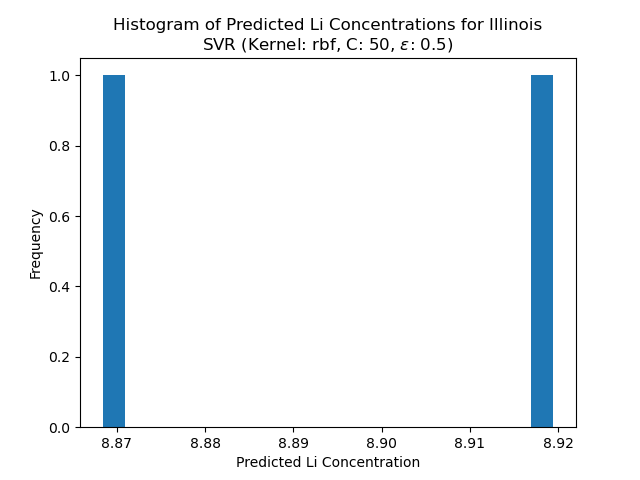 Histogram of Predicted Li Concentrations for Illinois
SVR (Kernel: rbf, C: 50, ε: 0.5)
1.0
0.8
0.6
0.4
0.2
0.0
Frequency
8.87 8.88 8.89 8.90 8.91 8.92
Predicted Li Concentration